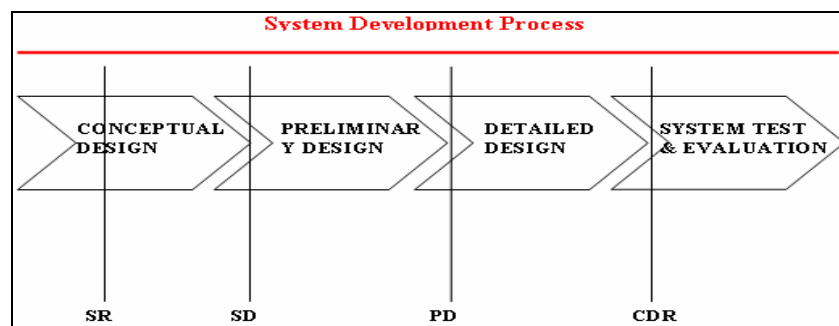 System Development Process
CONCEPTUAL
DESIGN
PRELIMINAR
Y DESIGN
DETAILED
DESIGN
SYSTEM TEST
& EVALUATION
SR
SD
PD
CDR